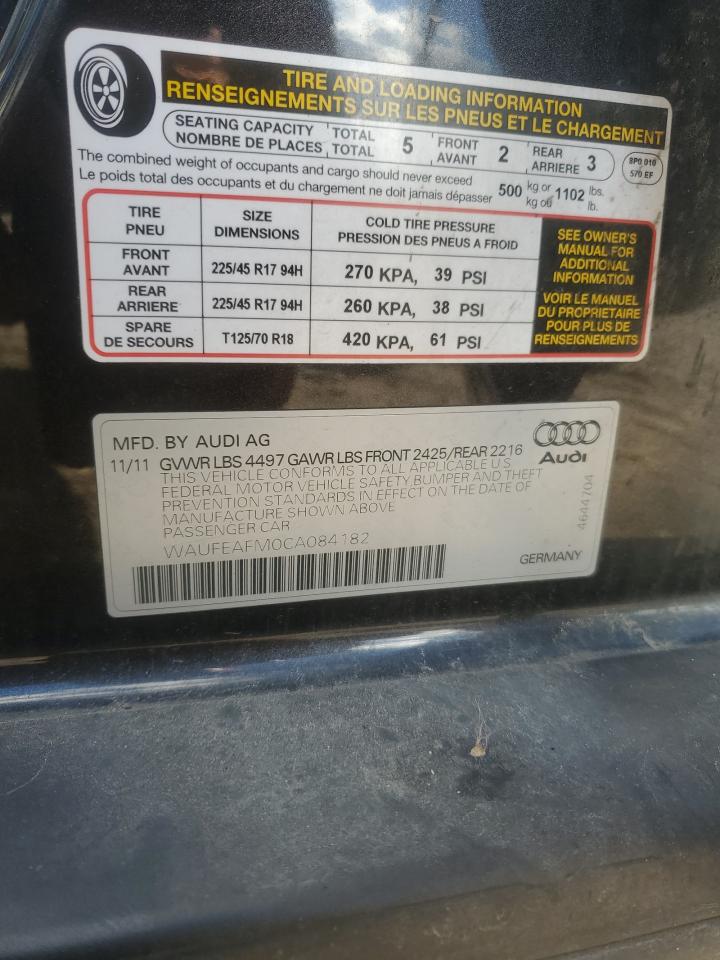 TIRE AND LOADING INFORMATION
RENSEIGNEMENTS SUR LES PNEUS ET LE CHARGEMENT
SEATING CAPACITY TOTAL 5 FRONT 2 REAR 3
NOMBRE DE PLACES TOTAL AVANT ARRIERE
8P0 010
570 EF
The combined weight of occupants and cargo should never exceed 500 kg or 1102 lbs.
Le poids total des occupants et du chargement ne doit jamais dépasser kg ou lb.
TIRE SIZE COLD TIRE PRESSURE
PNEU DIMENSIONS PRESSION DES PNEUS A FROID
FRONT
AVANT 225/45 R17 94H 270 KPA, 39 PSI
REAR
ARRIERE 225/45 R17 94H 260 KPA, 38 PSI
SPARE
DE SECOURS T125/70 R18 420 KPA, 61 PSI
SEE OWNER'S
MANUAL FOR
ADDITIONAL
INFORMATION
VOIR LE MANUEL
DU PROPRIETAIRE
POUR PLUS DE
RENSEIGNEMENTS
MFD. BY AUDI AG
11/11 GVWR LBS 4497 GAWR LBS FRONT 2425/REAR 2216
THIS VEHICLE CONFORMS TO ALL APPLICABLE U.S
FEDERAL MOTOR VEHICLE SAFETY BUMPER AND THEFT
PREVENTION STANDARDS IN EFFECT ON THE DATE OF
MANUFACTURE SHOWN ABOVE
PASSENGER CAR
WAUFEAFM0CA084182
Audi
4644704
GERMANY